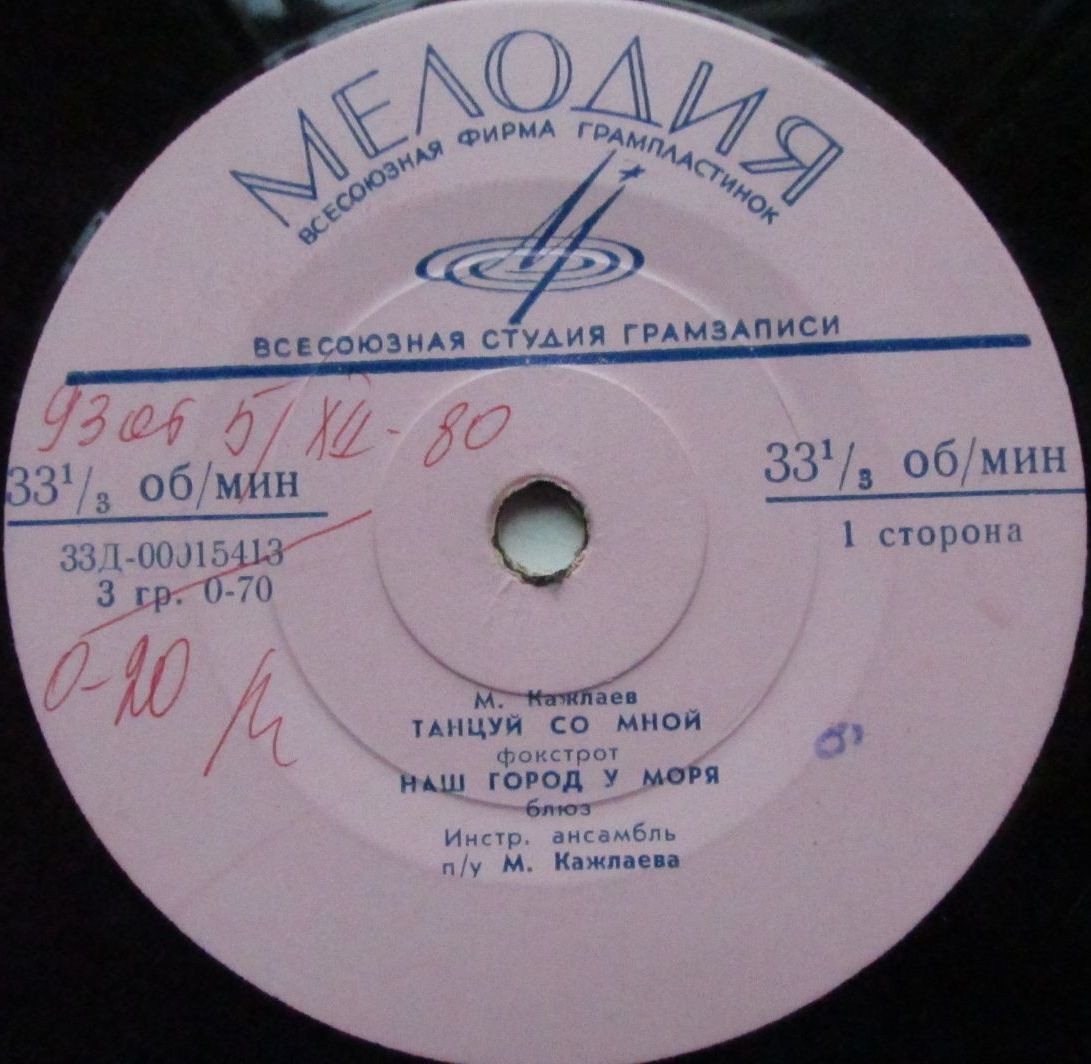 МЕЛОДИЯ
ВСЕСОЮЗНАЯ ФИРМА ГРАМПЛАСТИНОК
ВСЕСОЮЗНАЯ СТУДИЯ ГРАМЗАПИСИ
5/XII-80
33¹/₃ об/мин
33¹/₃ об/мин
33Д-00015413
3 гр. 0-70
1 сторона
0-20
М. Кажлаев
ТАНЦУЙ СО МНОЙ
фокстрот
НАШ ГОРОД У МОРЯ
блюз
Инстр. ансамбль
п/у М. Кажлаева